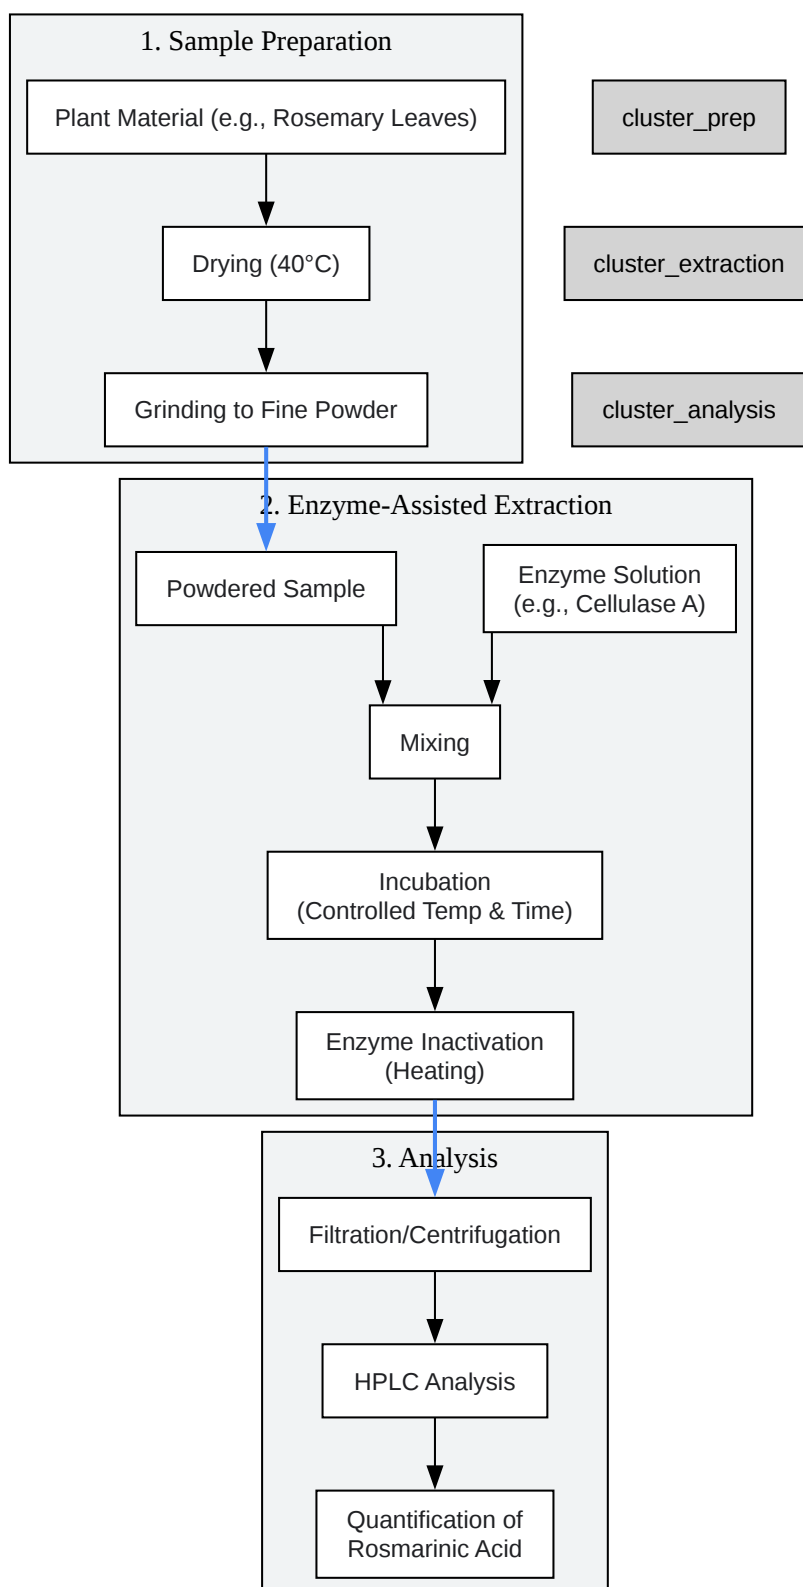 1. Sample Preparation
Plant Material (e.g., Rosemary Leaves)
cluster_prep
Drying (40°C)
cluster_extraction
Grinding to Fine Powder
cluster_analysis
2. Enzyme-Assisted Extraction
Powdered Sample
Enzyme Solution
(e.g., Cellulase A)
Mixing
Incubation
(Controlled Temp & Time)
Enzyme Inactivation
(Heating)
3. Analysis
Filtration/Centrifugation
HPLC Analysis
Quantification of
Rosmarinic Acid